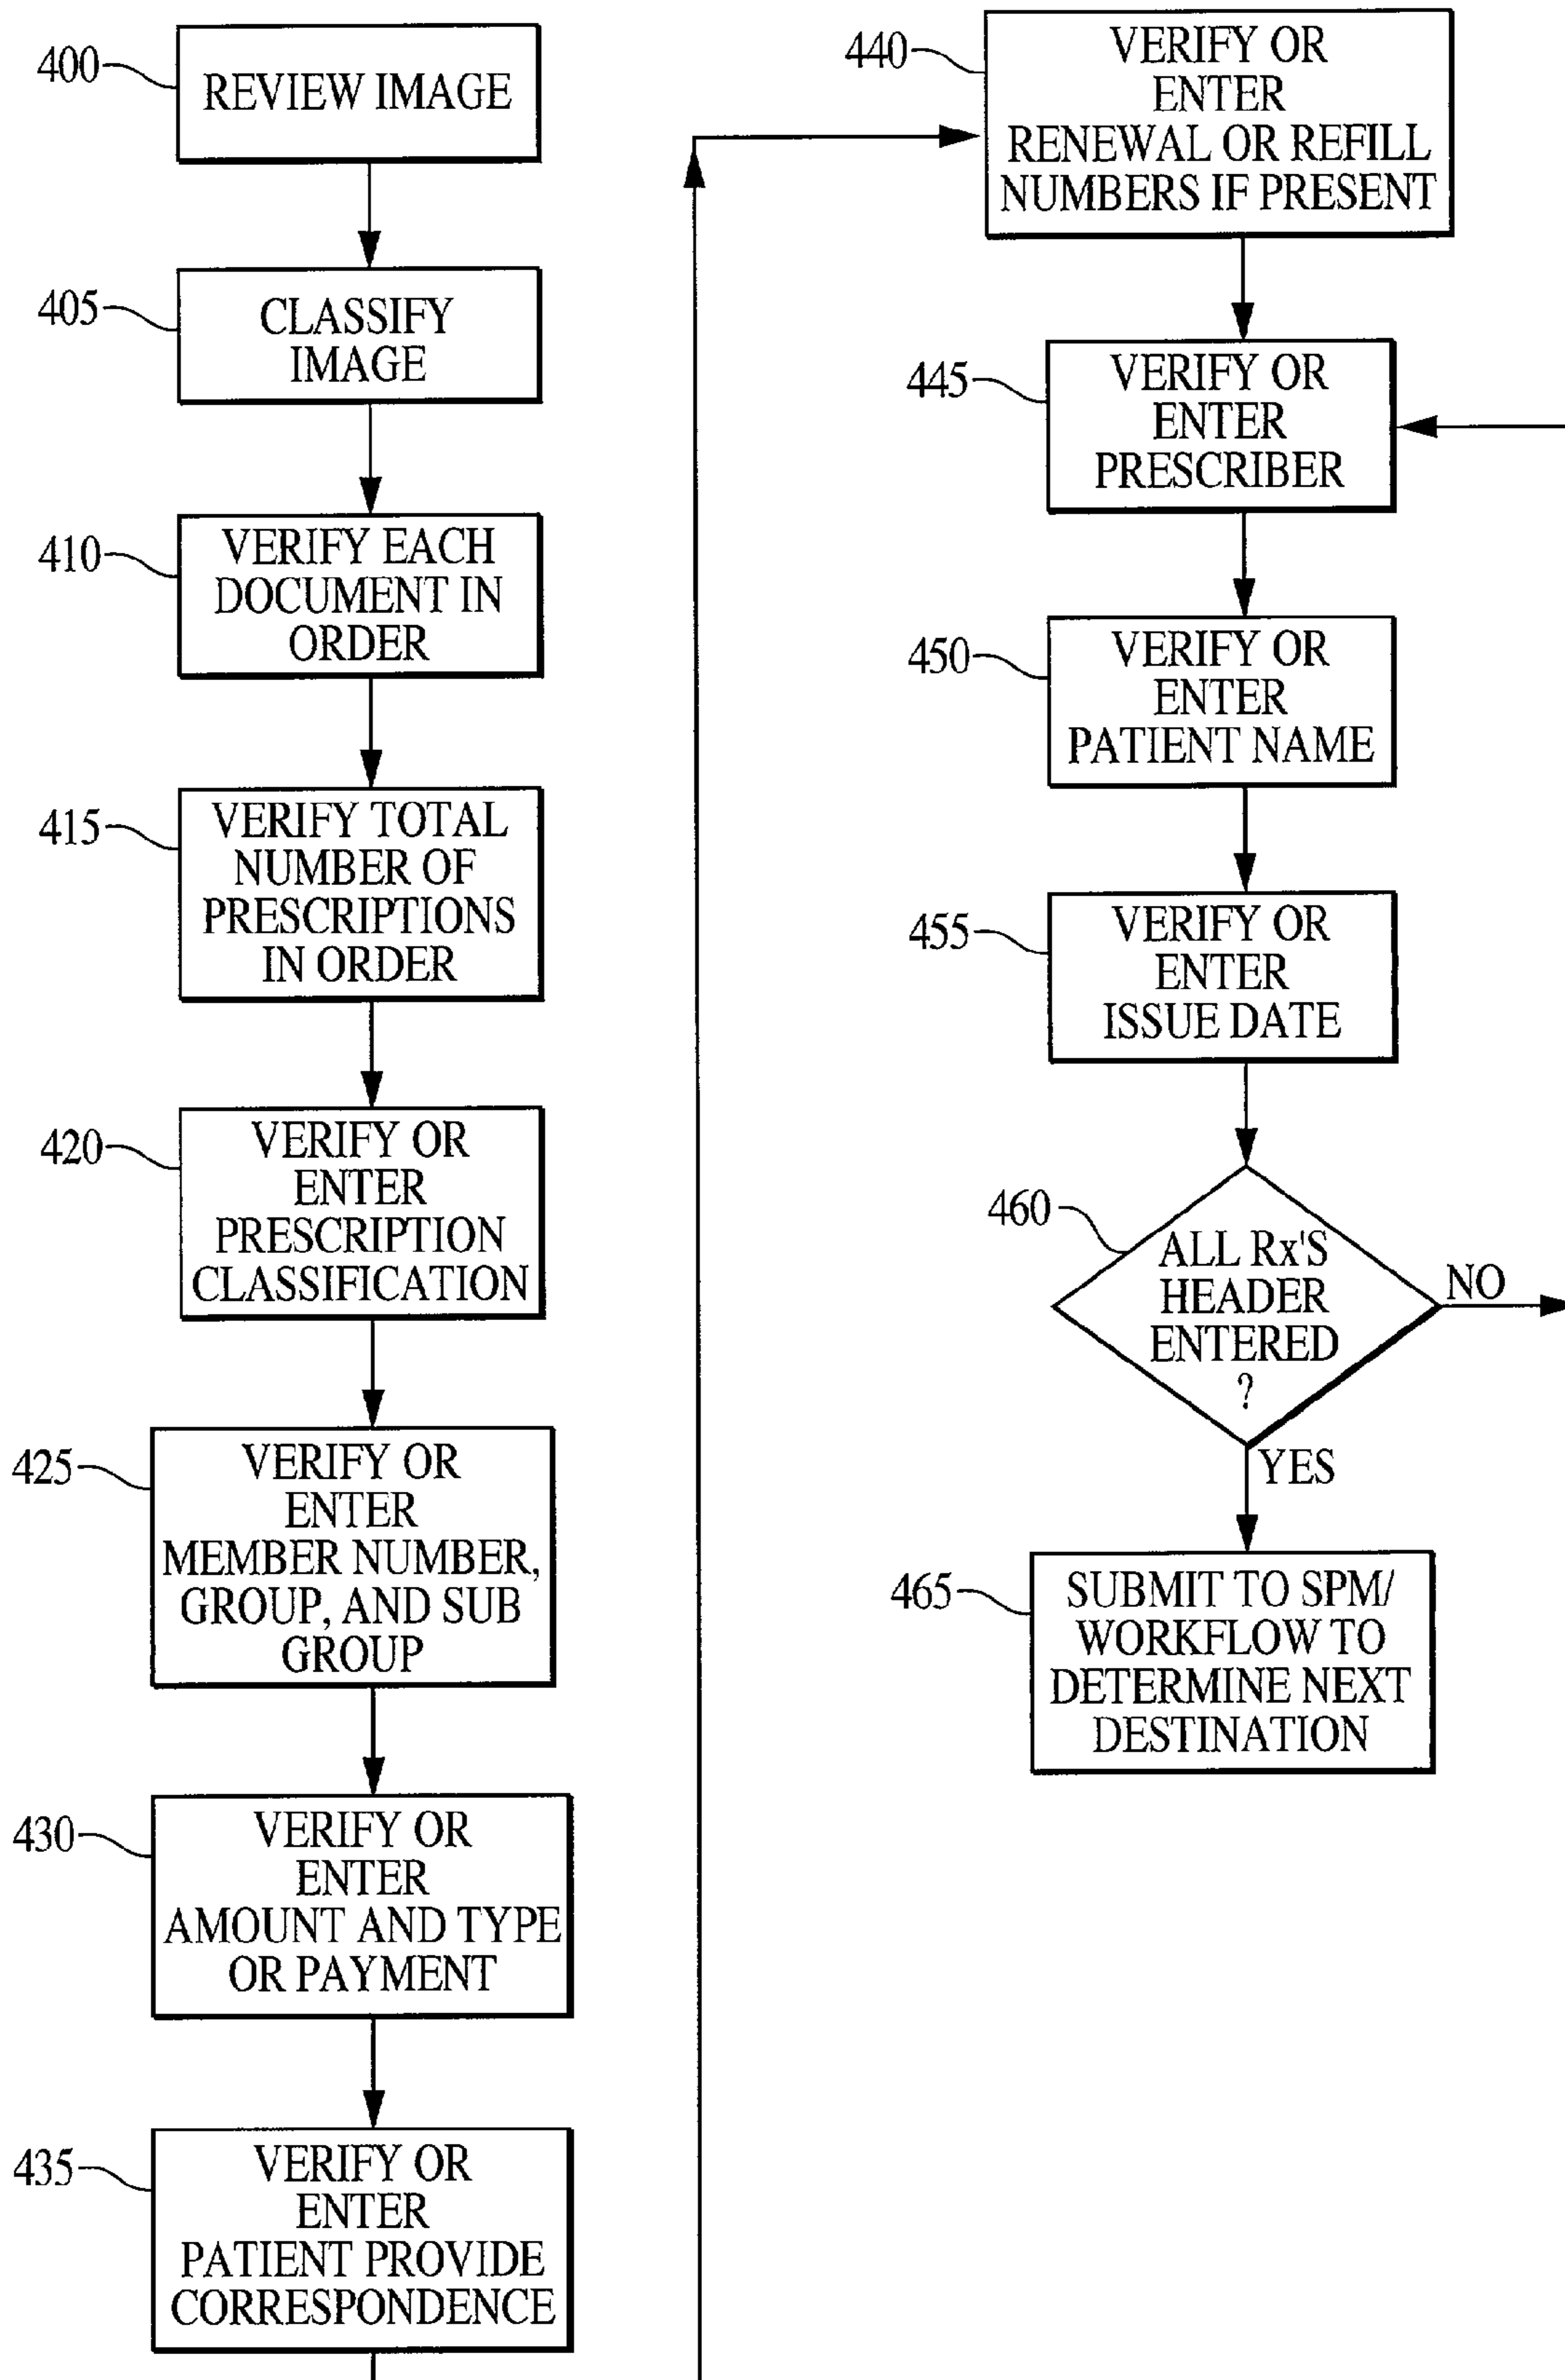 400
REVIEW IMAGE
405
CLASSIFY
IMAGE
410
VERIFY EACH
DOCUMENT IN
ORDER
415
VERIFY TOTAL
NUMBER OF
PRESCRIPTIONS
IN ORDER
420
VERIFY OR
ENTER
PRESCRIPTION
CLASSIFICATION
425
VERIFY OR
ENTER
MEMBER NUMBER,
GROUP, AND SUB
GROUP
430
VERIFY OR
ENTER
AMOUNT AND TYPE
OR PAYMENT
435
VERIFY OR
ENTER
PATIENT PROVIDE
CORRESPONDENCE
440
VERIFY OR
ENTER
RENEWAL OR REFILL
NUMBERS IF PRESENT
445
VERIFY OR
ENTER
PRESCRIBER
450
VERIFY OR
ENTER
PATIENT NAME
455
VERIFY OR
ENTER
ISSUE DATE
460
ALL Rx'S
HEADER
ENTERED
?
NO
YES
465
SUBMIT TO SPM/
WORKFLOW TO
DETERMINE NEXT
DESTINATION